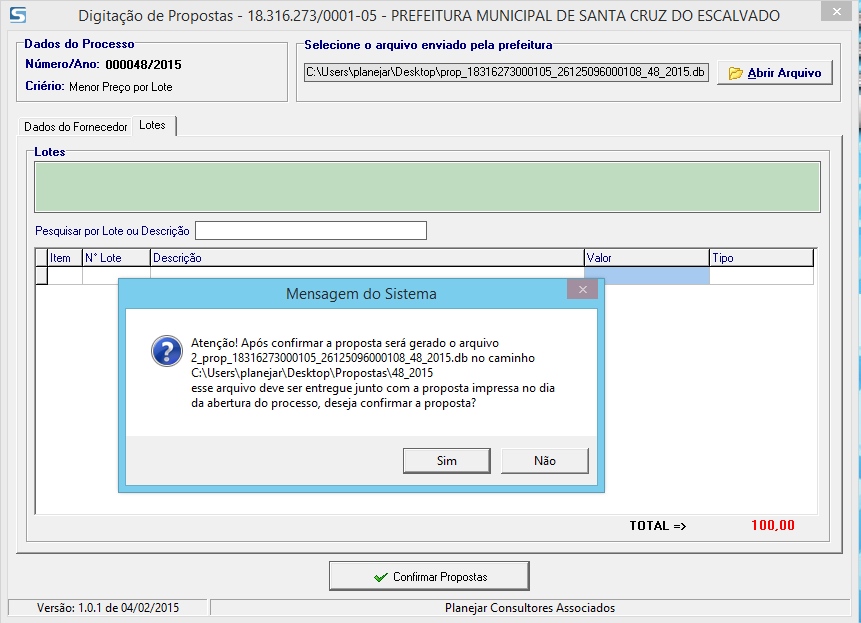 Digitação de Propostas - 18.316.273/0001-05 - PREFEITURA MUNICIPAL DE SANTA CRUZ DO ESCALVADO
Dados do Processo
Número/Ano: 000048/2015
Criério: Menor Preço por Lote
Selecione o arquivo enviado pela prefeitura
C:\Users\planejar\Desktop\prop_18316273000105_26125096000108_48_2015.db
Abrir Arquivo
Dados do Fornecedor
Lotes
Lotes
Pesquisar por Lote ou Descrição
Item N° Lote Descrição Valor Tipo
Mensagem do Sistema
Atenção! Após confirmar a proposta será gerado o arquivo
2_prop_18316273000105_26125096000108_48_2015.db no caminho
C:\Users\planejar\Desktop\Propostas\48_2015
esse arquivo deve ser entregue junto com a proposta impressa no dia
da abertura do processo, deseja confirmar a proposta?
Sim
Não
TOTAL => 100,00
Confirmar Propostas
Versão: 1.0.1 de 04/02/2015
Planejar Consultores Associados